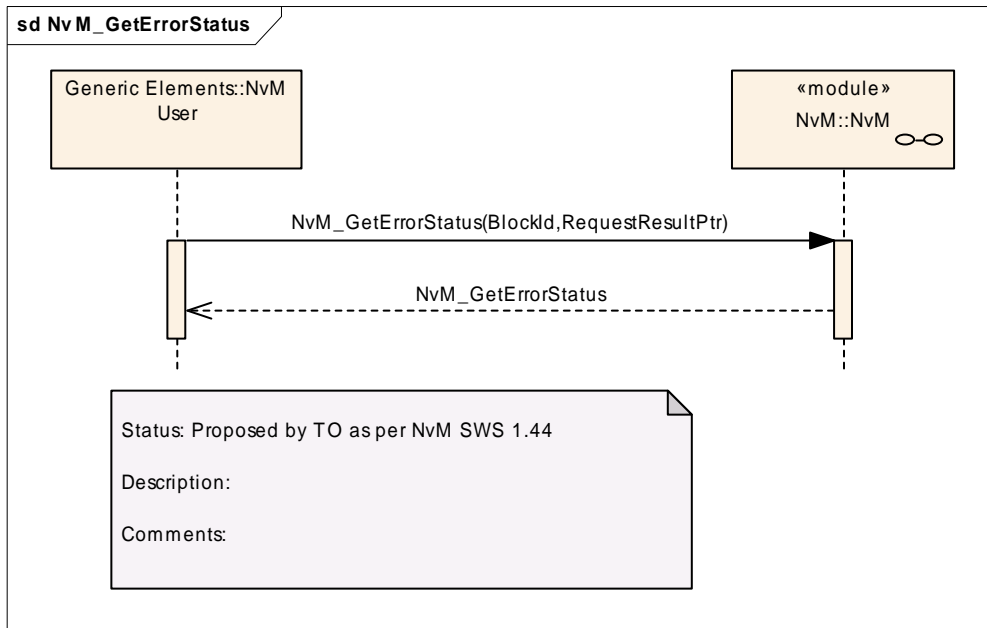 sd NvM_GetErrorStatus
Generic Elements::NvM
User
«module»
NvM::NvM
NvM_GetErrorStatus(BlockId,RequestResultPtr)
NvM_GetErrorStatus
Status: Proposed by TO as per NvM SWS 1.44
Description:
Comments: